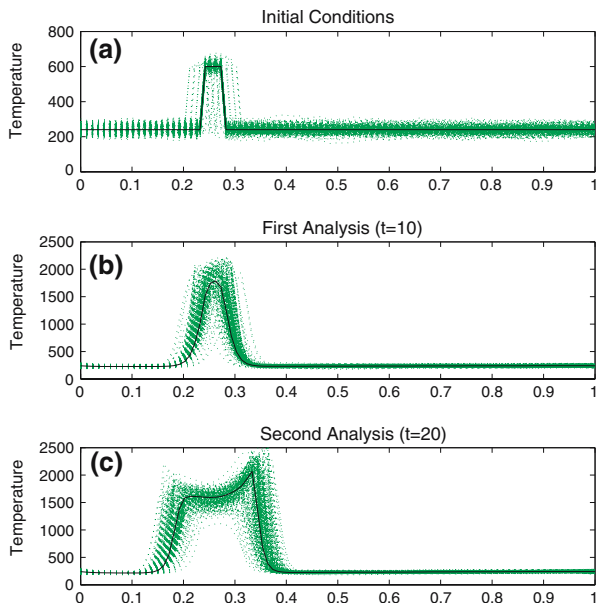 Initial Conditions
(a)
Temperature
800
600
400
200
0
0 0.1 0.2 0.3 0.4 0.5 0.6 0.7 0.8 0.9 1
First Analysis (t=10)
(b)
Temperature
2500
2000
1500
1000
500
0
0 0.1 0.2 0.3 0.4 0.5 0.6 0.7 0.8 0.9 1
Second Analysis (t=20)
(c)
Temperature
2500
2000
1500
1000
500
0
0 0.1 0.2 0.3 0.4 0.5 0.6 0.7 0.8 0.9 1